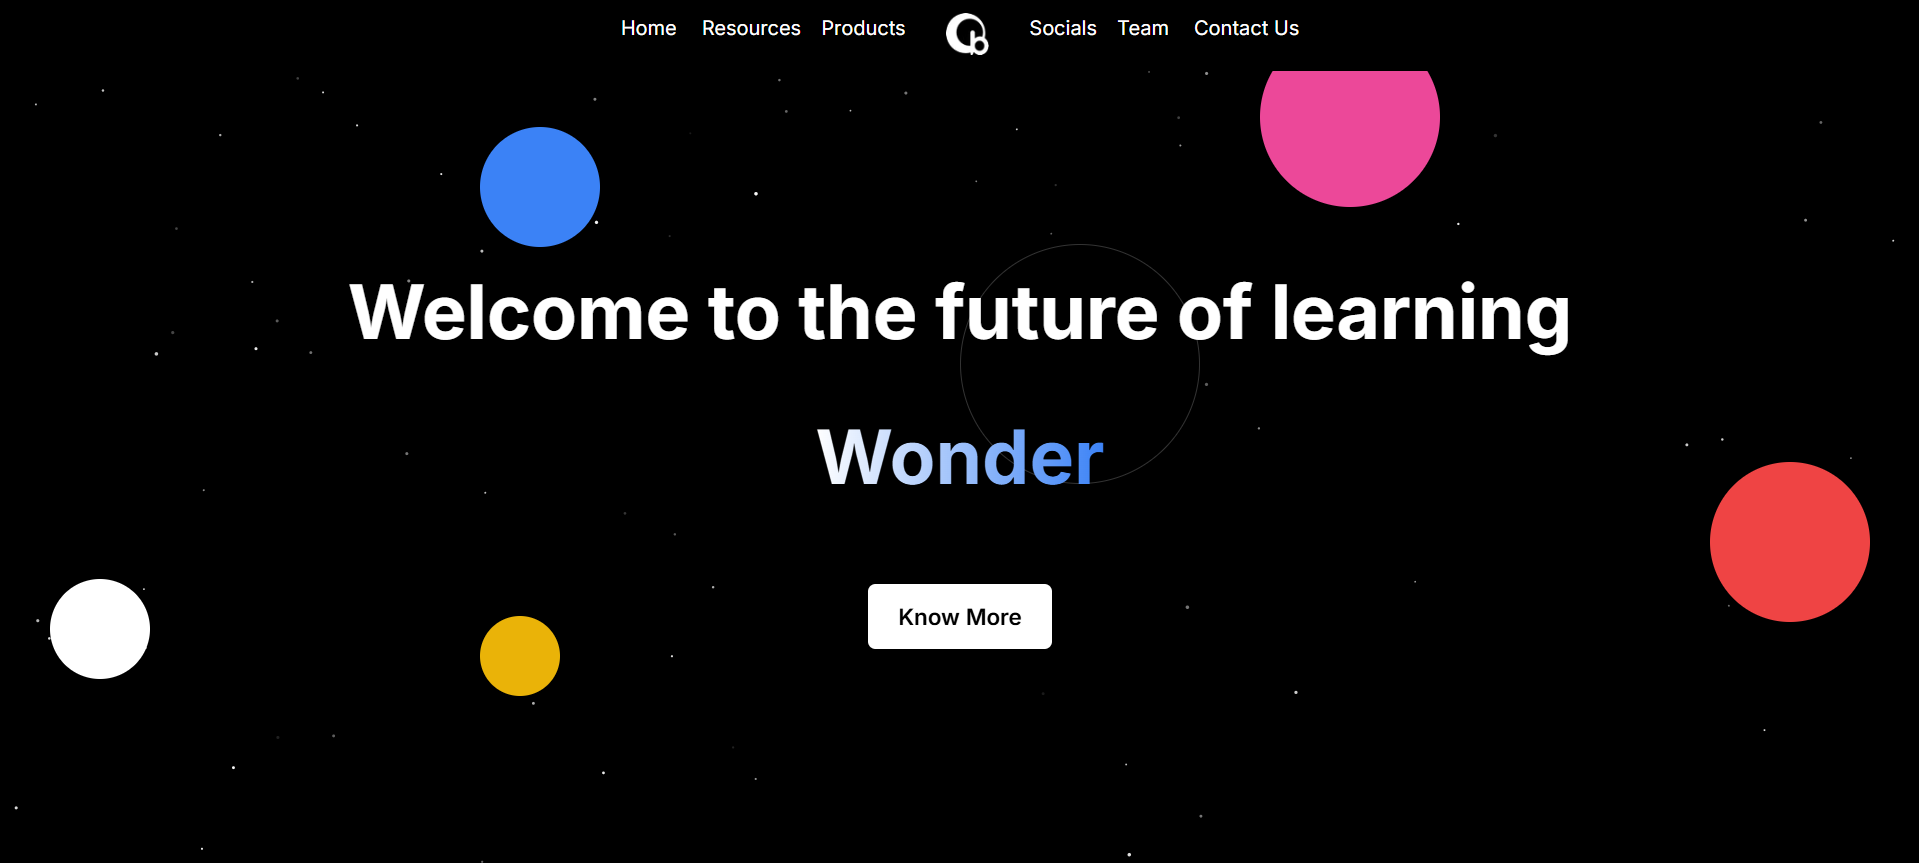 Home Resources Products Socials Team Contact Us
Welcome to the future of learning
Wonder
Know More